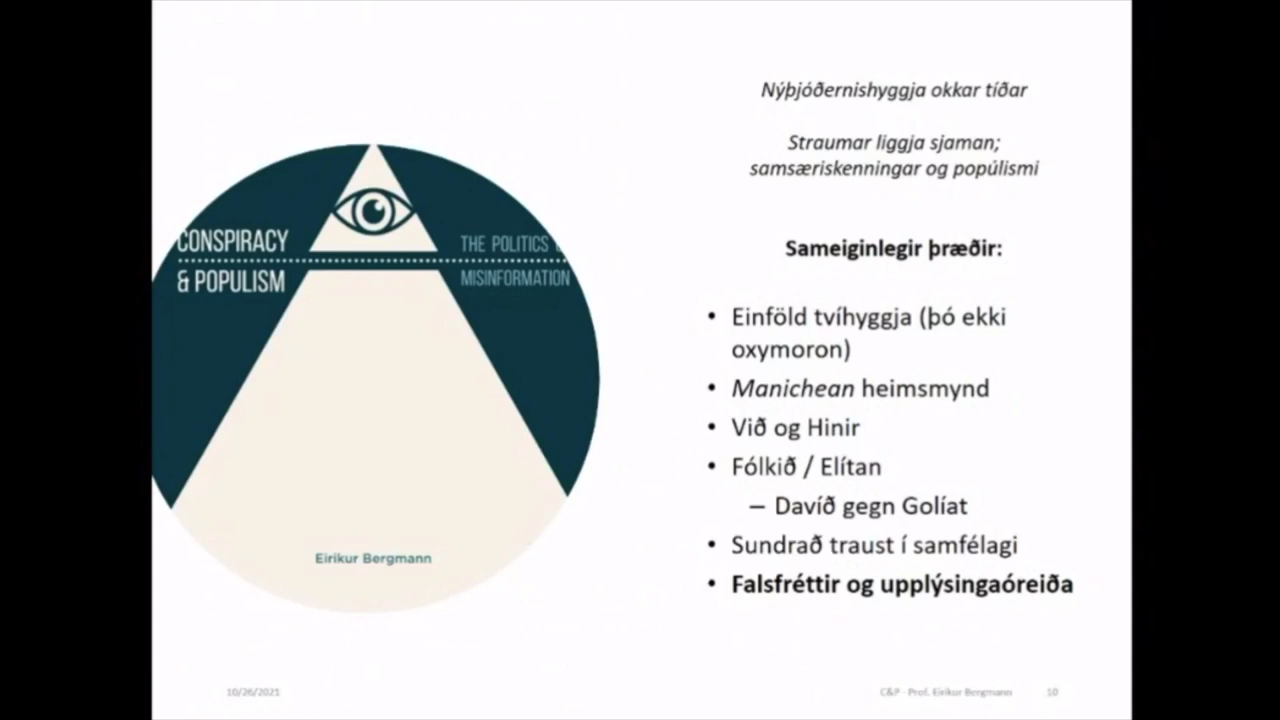 Nýþjóðernishyggja okkar tíðar
Straumar liggja sjaman;
samsæriskenningar og popúlismi
CONSPIRACY
& POPULISM
THE POLITICS
MISINFORMATION
Eirikur Bergmann
Sameiginlegir þræðir:
• Einföld tvíhyggja (þó ekki
oxymoron)
• Manichean heimsmynd
• Við og Hinir
• Fólkið / Elítan
– Davíð gegn Golíat
• Sundrað traust í samfélagi
• Falsfréttir og upplýsingaóreiða
10/26/2021
C&P - Prof. Eirikur Bergmann
10